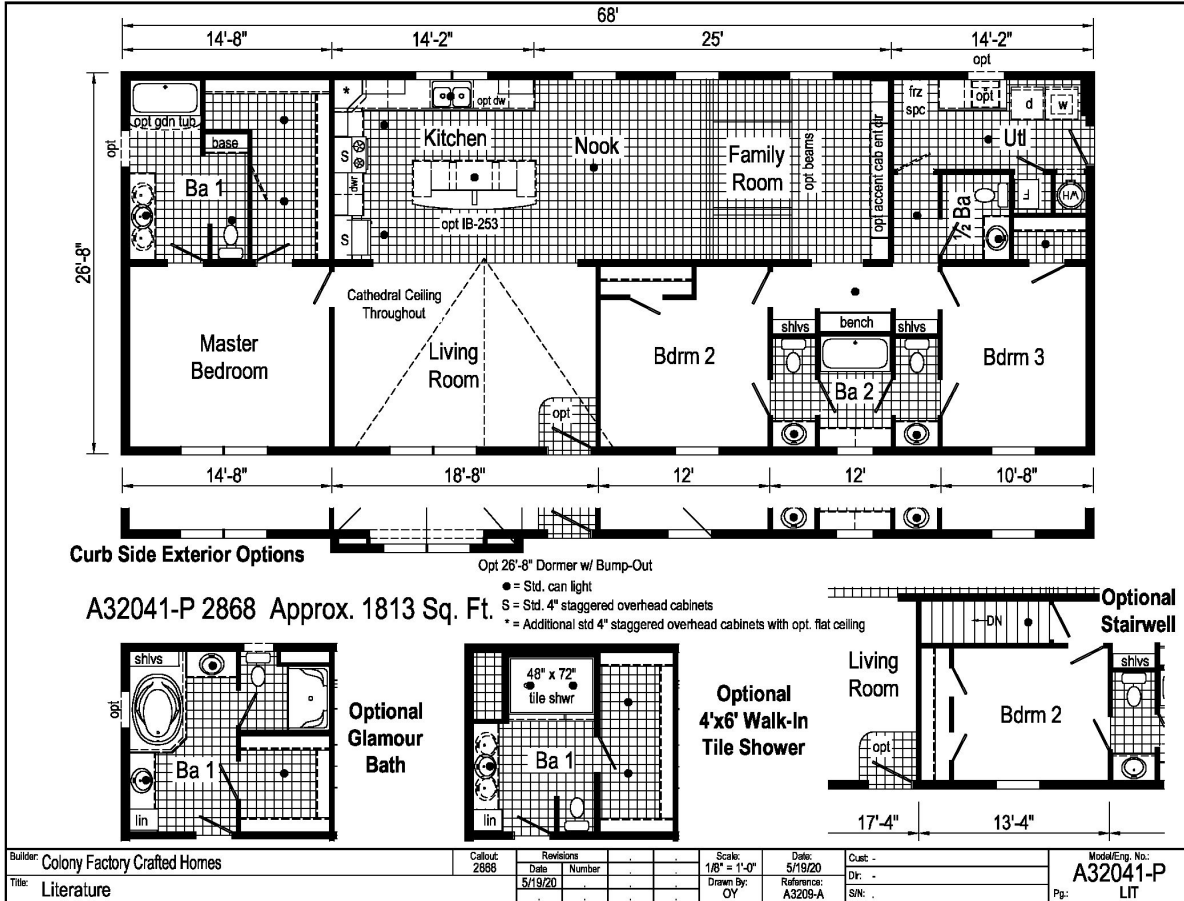 68'
14'-8" 14'-2" 25' 14'-2"
opt
26'-8"
opt gdn tub
opt
base
Ba 1
*
opt dw
Kitchen
S
dwr
S
opt IB-253
Nook
Family
Room
opt beams
opt accent cab ent ctr
frz
spc
opt
d
w
Utl
½ Ba
F
WH
Cathedral Ceiling
Throughout
Master
Bedroom
Living
Room
opt
Bdrm 2
shlvs
bench
shlvs
Ba 2
Bdrm 3
14'-8" 18'-8" 12' 12' 10'-8"
Curb Side Exterior Options
Opt 26'-8" Dormer w/ Bump-Out
● = Std. can light
S = Std. 4" staggered overhead cabinets
* = Additional std 4" staggered overhead cabinets with opt. flat ceiling
A32041-P 2868 Approx. 1813 Sq. Ft.
shlvs
opt
Ba 1
lin
Optional
Glamour
Bath
48" x 72"
tile shwr
Ba 1
lin
Optional
4'x6' Walk-In
Tile Shower
Optional
Stairwell
DN
Living
Room
opt
Bdrm 2
shlvs
17'-4" 13'-4"
Builder: Colony Factory Crafted Homes
Title: Literature
Callout:
2868
Revisions
Date Number
5/19/20
Scale:
1/8" = 1'-0"
Drawn By:
OY
Date:
5/19/20
Reference:
A3209-A
Cust: -
Dlr: -
S/N: .
Model/Eng. No.:
A32041-P
Pg.: LIT